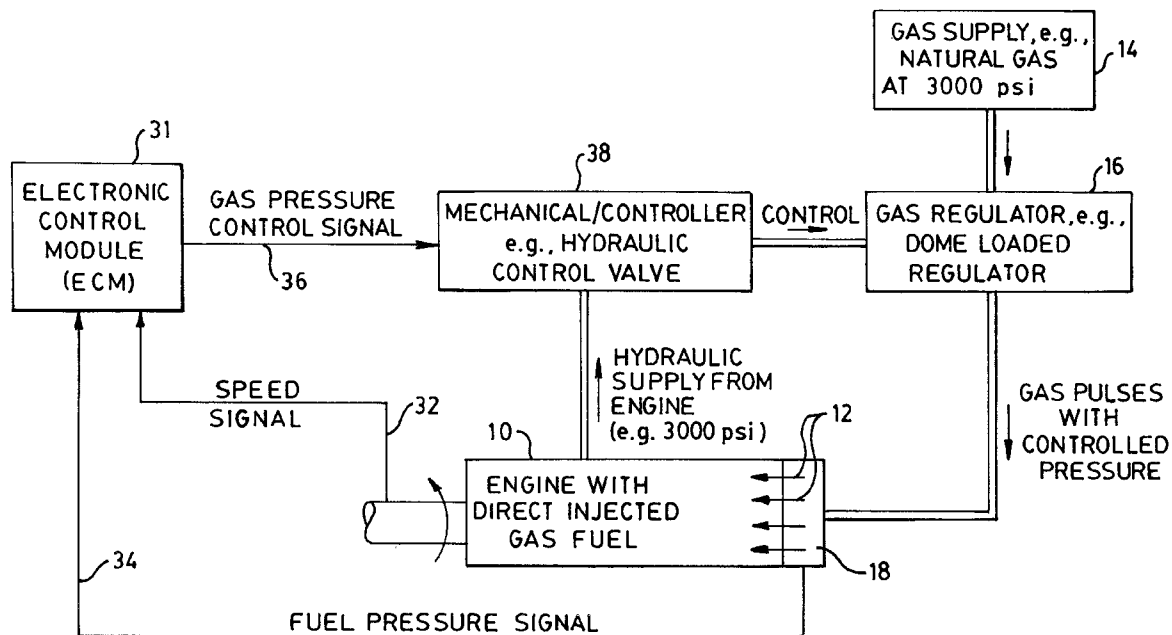 GAS SUPPLY, e.g.,
NATURAL GAS
AT 3000 psi
14
31
ELECTRONIC
CONTROL
MODULE
(ECM)
GAS PRESSURE
CONTROL SIGNAL
36
38
MECHANICAL/CONTROLLER
e.g., HYDRAULIC
CONTROL VALVE
CONTROL
16
GAS REGULATOR, e.g.,
DOME LOADED
REGULATOR
SPEED
SIGNAL
32
HYDRAULIC
SUPPLY FROM
ENGINE
(e.g. 3000 psi)
12
GAS PULSES
WITH
CONTROLLED
PRESSURE
10
ENGINE WITH
DIRECT INJECTED
GAS FUEL
18
34
FUEL PRESSURE SIGNAL